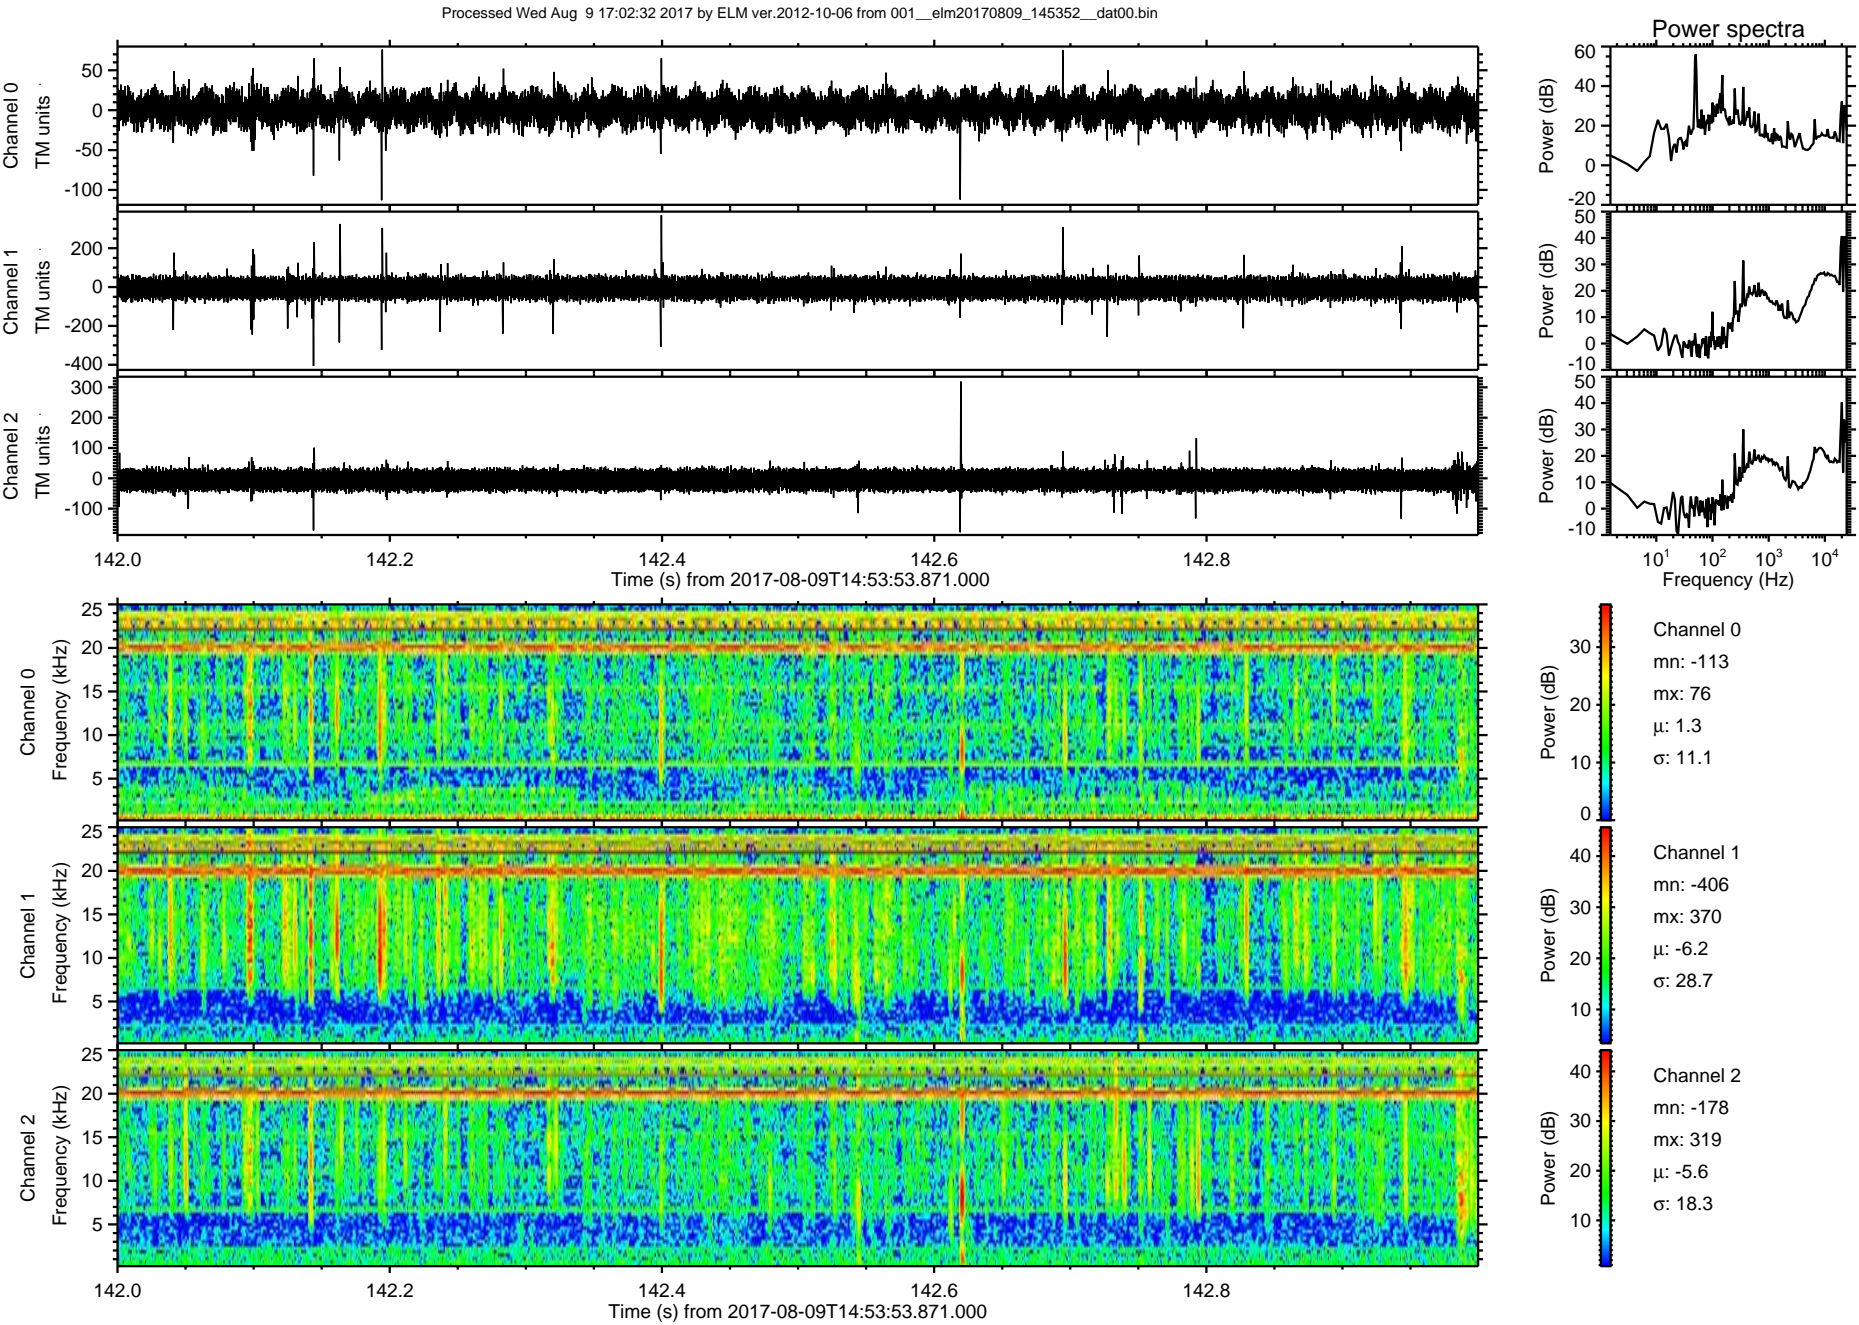 Processed Wed Aug  9 17:02:32 2017 by ELM ver.2012-10-06 from 001__elm20170809_145352__dat00.bin
Power spectra
Channel 0
TM units
50
0
-50
-100
Power (dB)
60
40
20
0
-20
Channel 1
TM units
200
0
-200
-400
Power (dB)
50
40
30
20
10
0
-10
Channel 2
TM units
300
200
100
0
-100
Power (dB)
50
40
30
20
10
0
-10
142.0 142.2 142.4 142.6 142.8
Time (s) from 2017-08-09T14:53:53.871.000
10^1 10^2 10^3 10^4
Frequency (Hz)
Channel 0
Frequency (kHz)
25
20
15
10
5
Power (dB)
30
20
10
0
Channel 0
mn: -113
mx: 76
μ: 1.3
σ: 11.1
Channel 1
Frequency (kHz)
25
20
15
10
5
Power (dB)
40
30
20
10
Channel 1
mn: -406
mx: 370
μ: -6.2
σ: 28.7
Channel 2
Frequency (kHz)
25
20
15
10
5
Power (dB)
40
30
20
10
Channel 2
mn: -178
mx: 319
μ: -5.6
σ: 18.3
142.0 142.2 142.4 142.6 142.8
Time (s) from 2017-08-09T14:53:53.871.000